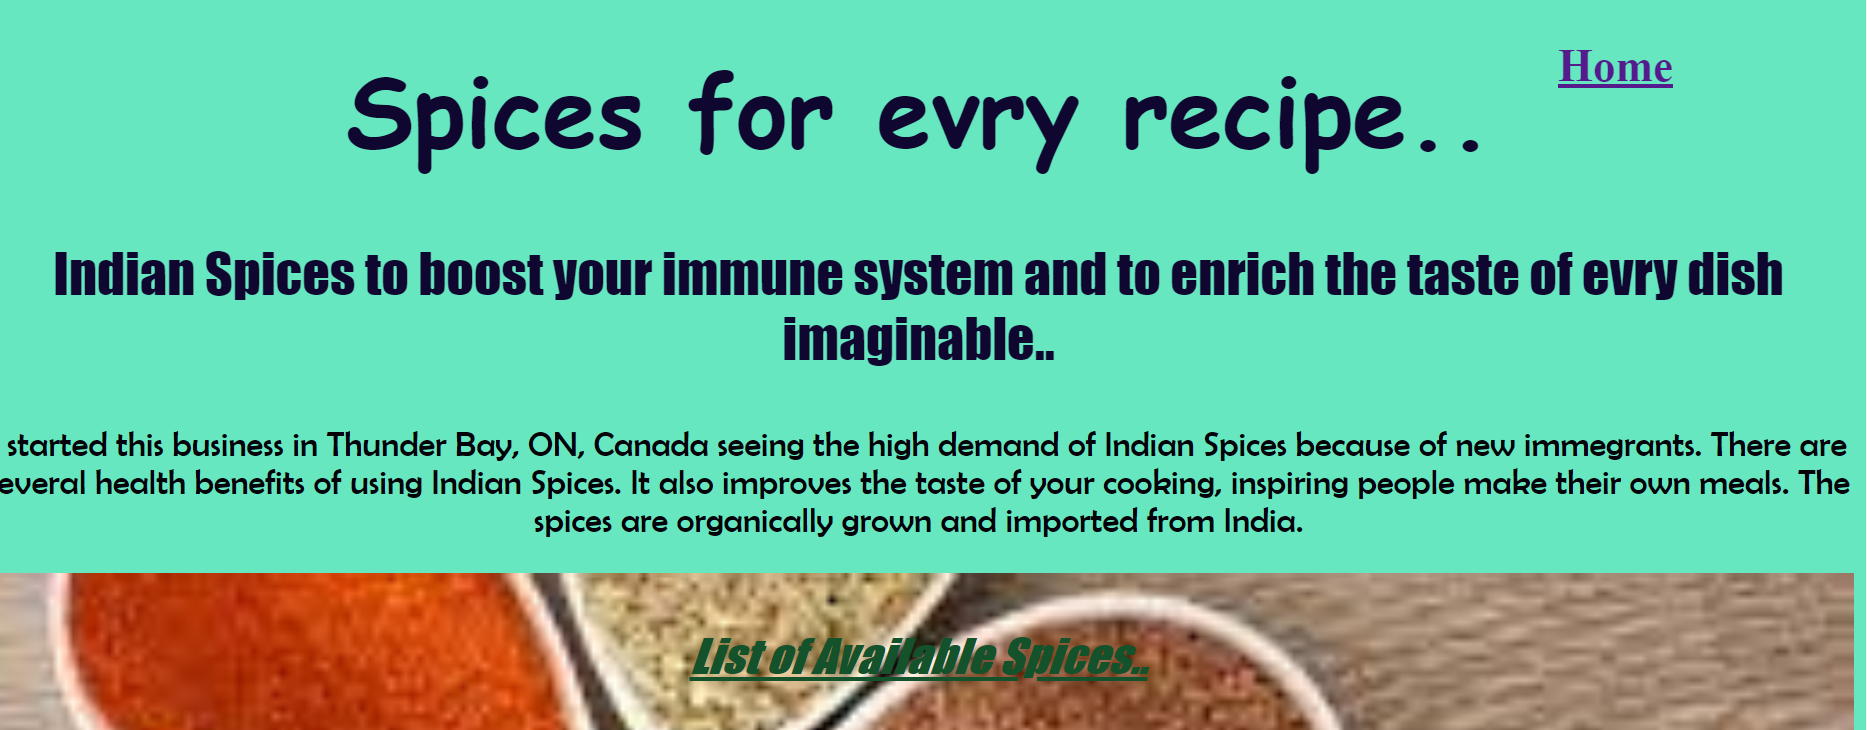 Home
Spices for evry recipe..
Indian Spices to boost your immune system and to enrich the taste of evry dish
imaginable..
started this business in Thunder Bay, ON, Canada seeing the high demand of Indian Spices because of new immegrants. There are
everal health benefits of using Indian Spices. It also improves the taste of your cooking, inspiring people make their own meals. The
spices are organically grown and imported from India.
List of Available Spices..